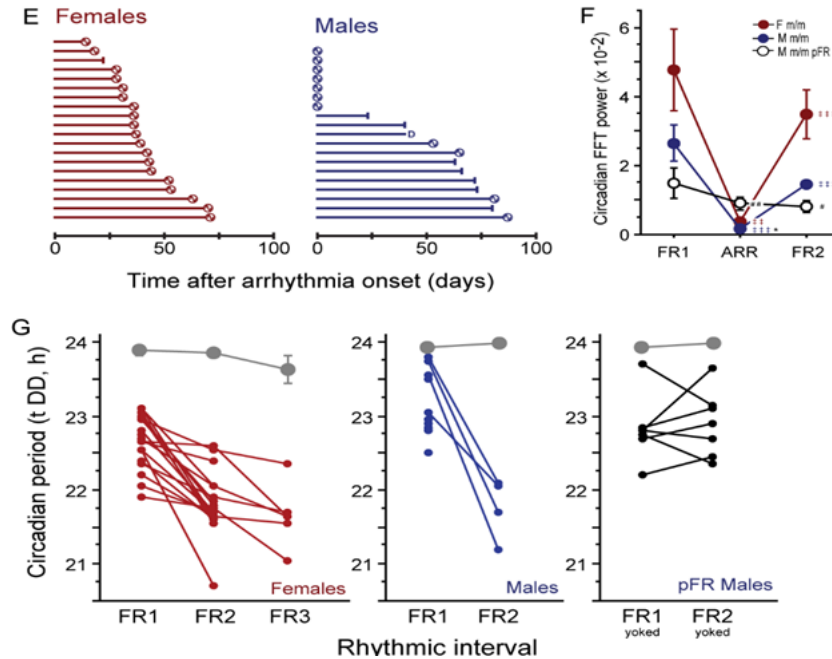 E
Females
Males
D
0
50
100
0
50
100
Time after arrhythmia onset (days)
F
F m/m
M m/m
M m/m pFR
Circadian FFT power (x 10-2)
6
4
2
0
‡‡‡
‡‡‡
#
##
‡‡
‡‡‡*
FR1
ARR
FR2
G
Circadian period (t DD, h)
24
23
22
21
Females
FR1
FR2
FR3
24
23
22
21
Males
FR1
FR2
24
23
22
21
pFR Males
FR1
yoked
FR2
yoked
Rhythmic interval